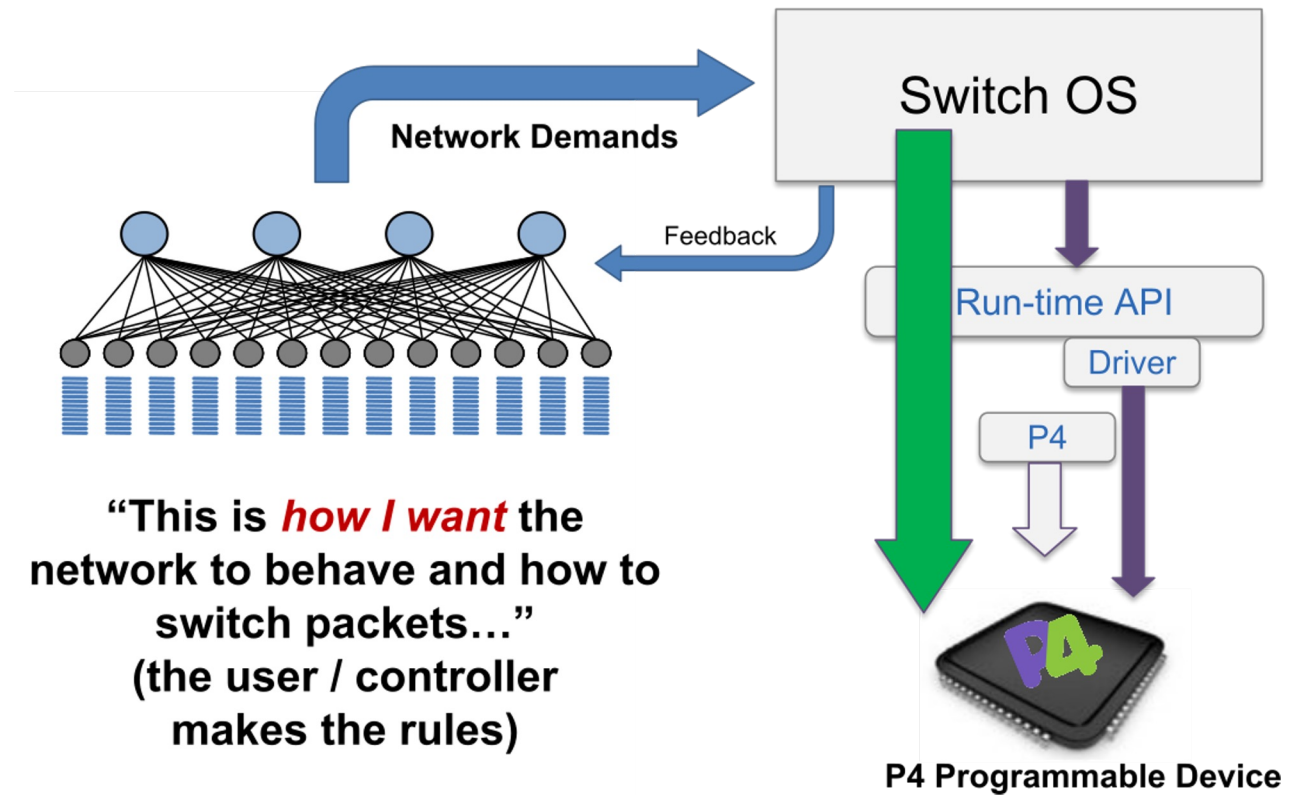 Switch OS
Network Demands
Feedback
Run-time API
Driver
P4
“This is how I want the
network to behave and how to
switch packets…”
(the user / controller
makes the rules)
P4
P4 Programmable Device